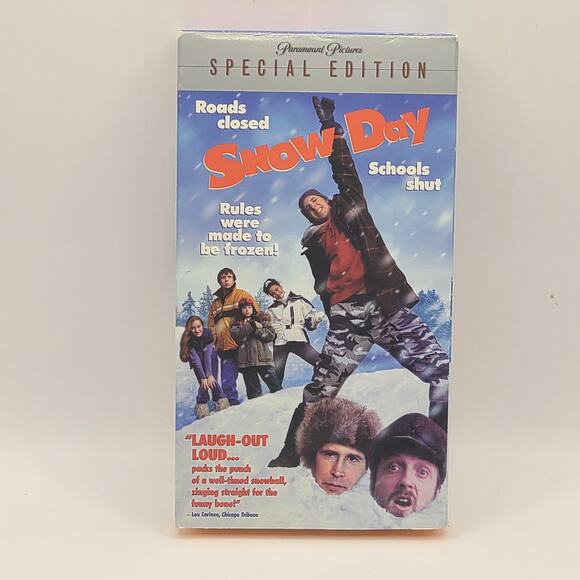 Paramount Pictures
SPECIAL EDITION
Roads
closed
SNOW DAY
Schools
shut
Rules
were
made to
be frozen!
"LAUGH-OUT
LOUD...
packs the punch
of a well-timed snowball,
zinging straight for the
funny bone!"
– Lou Carlozo, Chicago Tribune